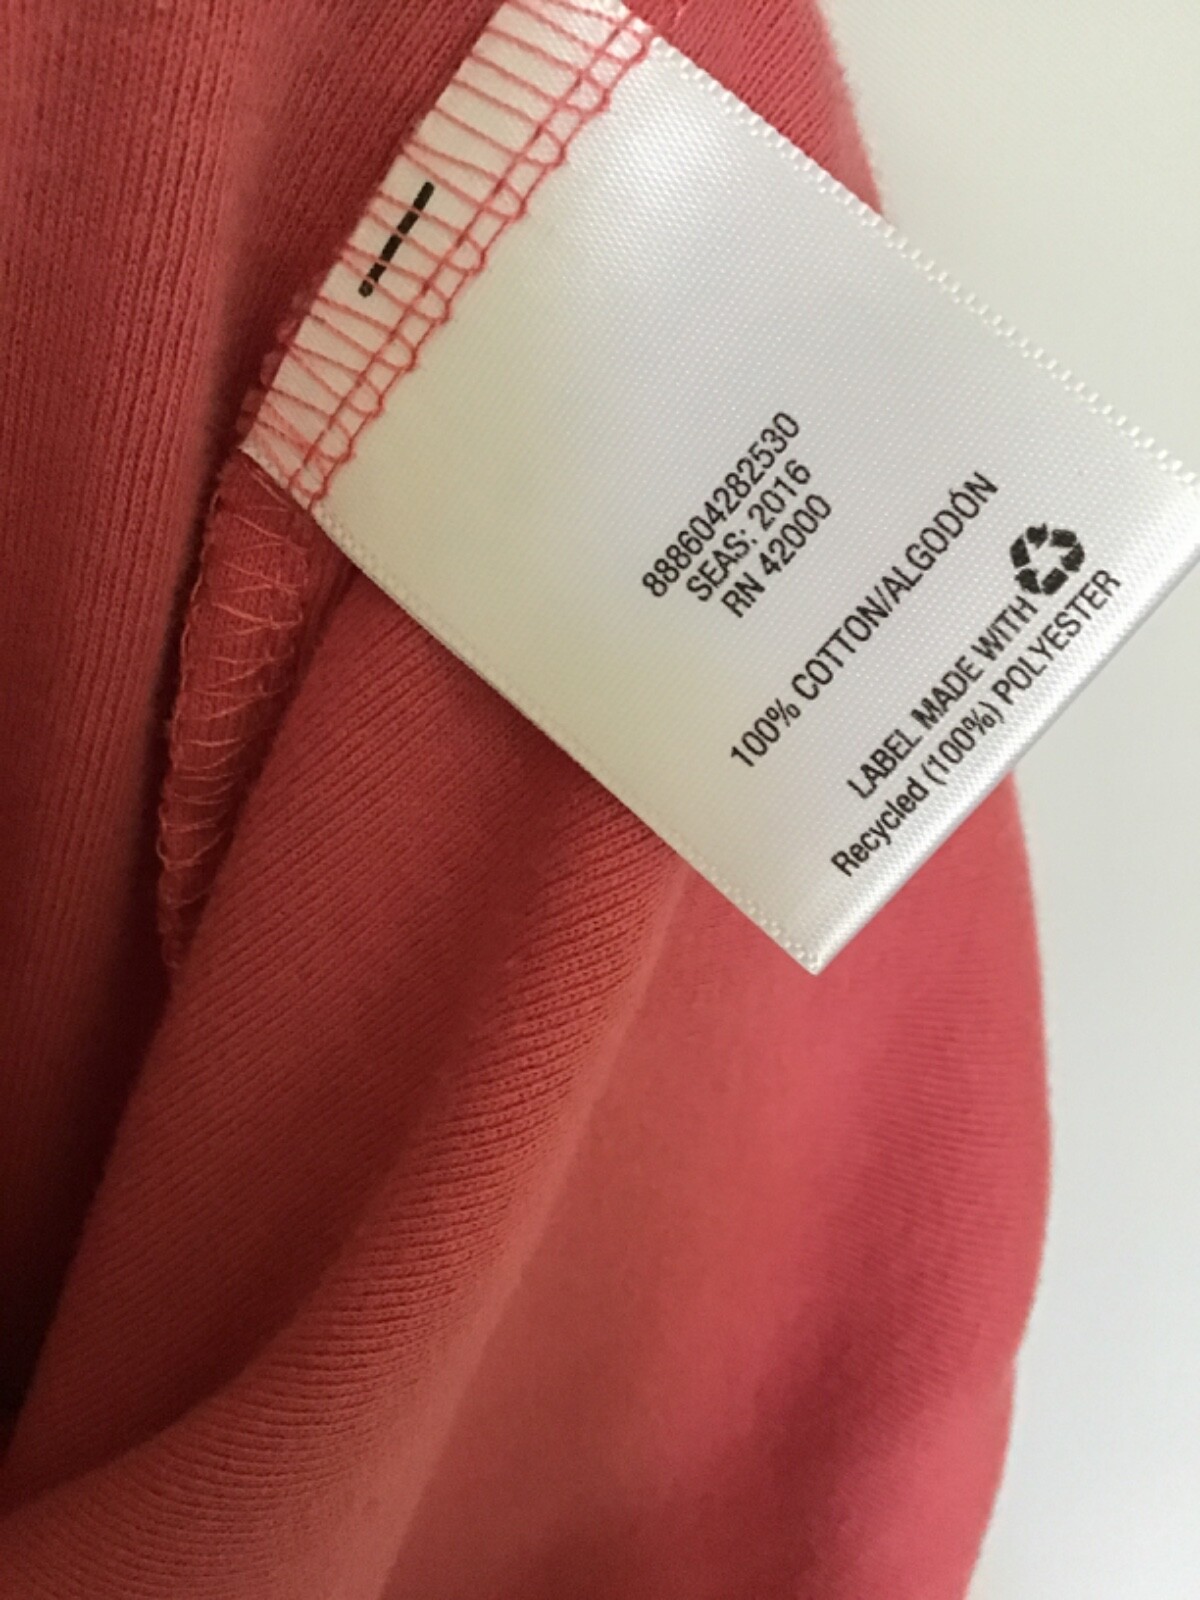 888604282530
SEAS: 2016
RN 42000
100% COTTON/ALGODÓN
LABEL MADE WITH
Recycled (100%) POLYESTER